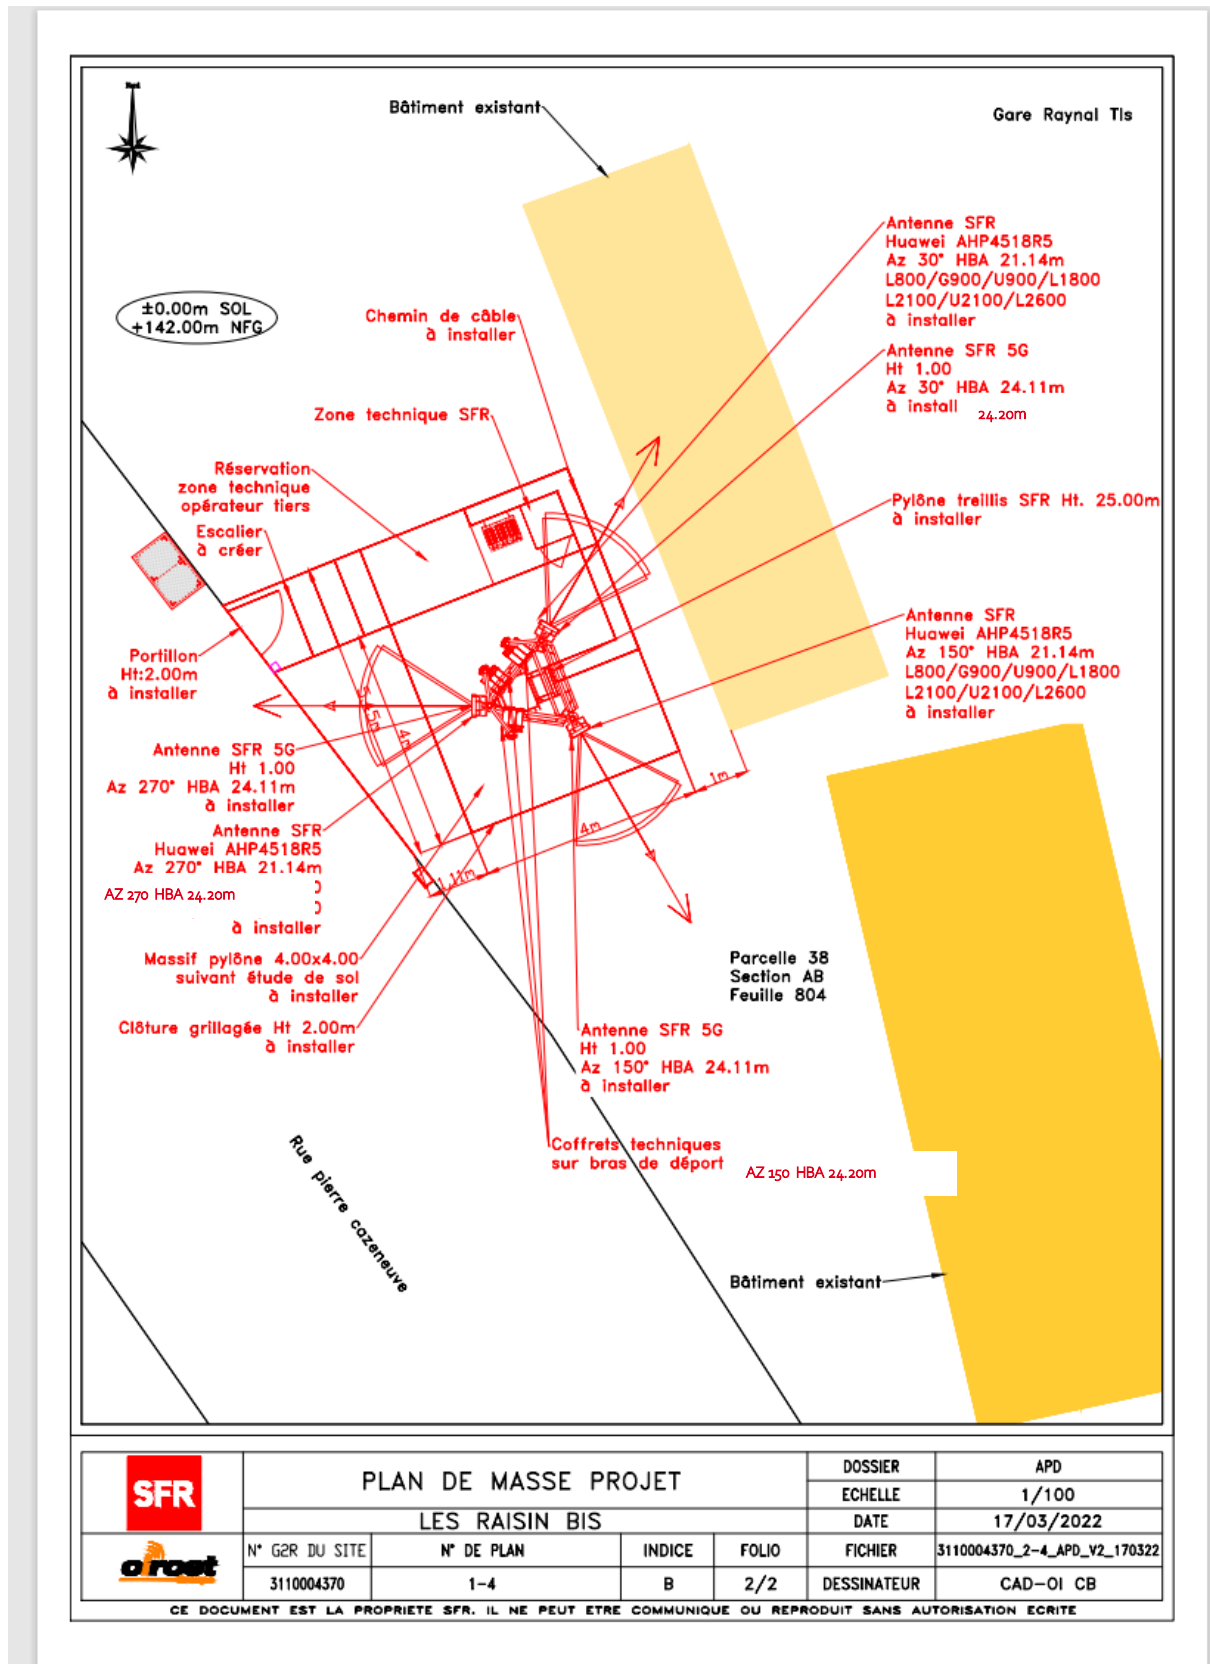 Nord
Bâtiment existant
Gare Raynal Tls
Antenne SFR
Huawei AHP4518R5
Az 30° HBA 21.14m
L800/G900/U900/L1800
L2100/U2100/L2600
à installer
±0.00m SOL
+142.00m NFG
Chemin de câble
à installer
Antenne SFR 5G
Ht 1.00
Az 30° HBA 24.11m
à install
24.20m
Zone technique SFR
Réservation
zone technique
opérateur tiers
Pylône treillis SFR Ht. 25.00m
à installer
Escalier
à créer
Antenne SFR
Huawei AHP4518R5
Az 150° HBA 21.14m
L800/G900/U900/L1800
L2100/U2100/L2600
à installer
Portillon
Ht:2.00m
à installer
4m
Antenne SFR 5G
Ht 1.00
Az 270° HBA 24.11m
à installer
1m
4m
1.11m
Antenne SFR
Huawei AHP4518R5
Az 270° HBA 21.14m
AZ 270 HBA 24.20m
à installer
Massif pylône 4.00x4.00
suivant étude de sol
à installer
Parcelle 38
Section AB
Feuille 804
Clôture grillagée Ht 2.00m
à installer
Antenne SFR 5G
Ht 1.00
Az 150° HBA 24.11m
à installer
Coffrets techniques
sur bras de déport
AZ 150 HBA 24.20m
Rue pierre cazeneuve
Bâtiment existant
SFR
PLAN DE MASSE PROJET
DOSSIER
APD
ECHELLE
1/100
LES RAISIN BIS
DATE
17/03/2022
N° G2R DU SITE
N° DE PLAN
INDICE
FOLIO
FICHIER
3110004370_2-4_APD_V2_170322
3110004370
1-4
B
2/2
DESSINATEUR
CAD-OI CB
CE DOCUMENT EST LA PROPRIETE SFR. IL NE PEUT ETRE COMMUNIQUE OU REPRODUIT SANS AUTORISATION ECRITE